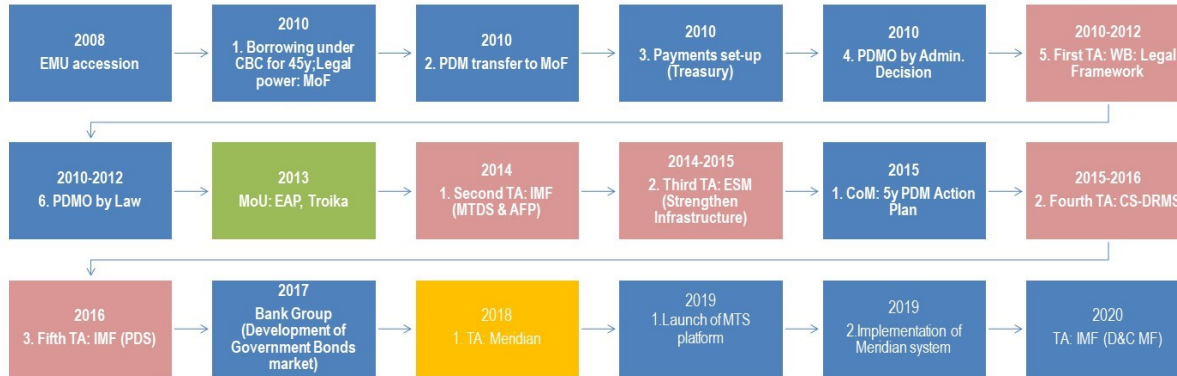 2008
EMU accession
2010
1. Borrowing under
CBC for 45y;Legal
power: MoF
2010
2. PDM transfer to MoF
2010
3. Payments set-up
(Treasury)
2010
4. PDMO by Admin.
Decision
2010-2012
5. First TA: WB: Legal
Framework
2010-2012
6. PDMO by Law
2013
MoU: EAP, Troika
2014
1. Second TA: IMF
(MTDS & AFP)
2014-2015
2. Third TA: ESM
(Strengthen
Infrastructure)
2015
1. CoM: 5y PDM Action
Plan
2015-2016
2. Fourth TA: CS-DRMS
2016
3. Fifth TA: IMF (PDS)
2017
Bank Group
(Development of
Government Bonds
market)
2018
1. TA: Meridian
2019
1.Launch of MTS
platform
2019
2.Implementation of
Meridian system
2020
TA: IMF (D&C MF)